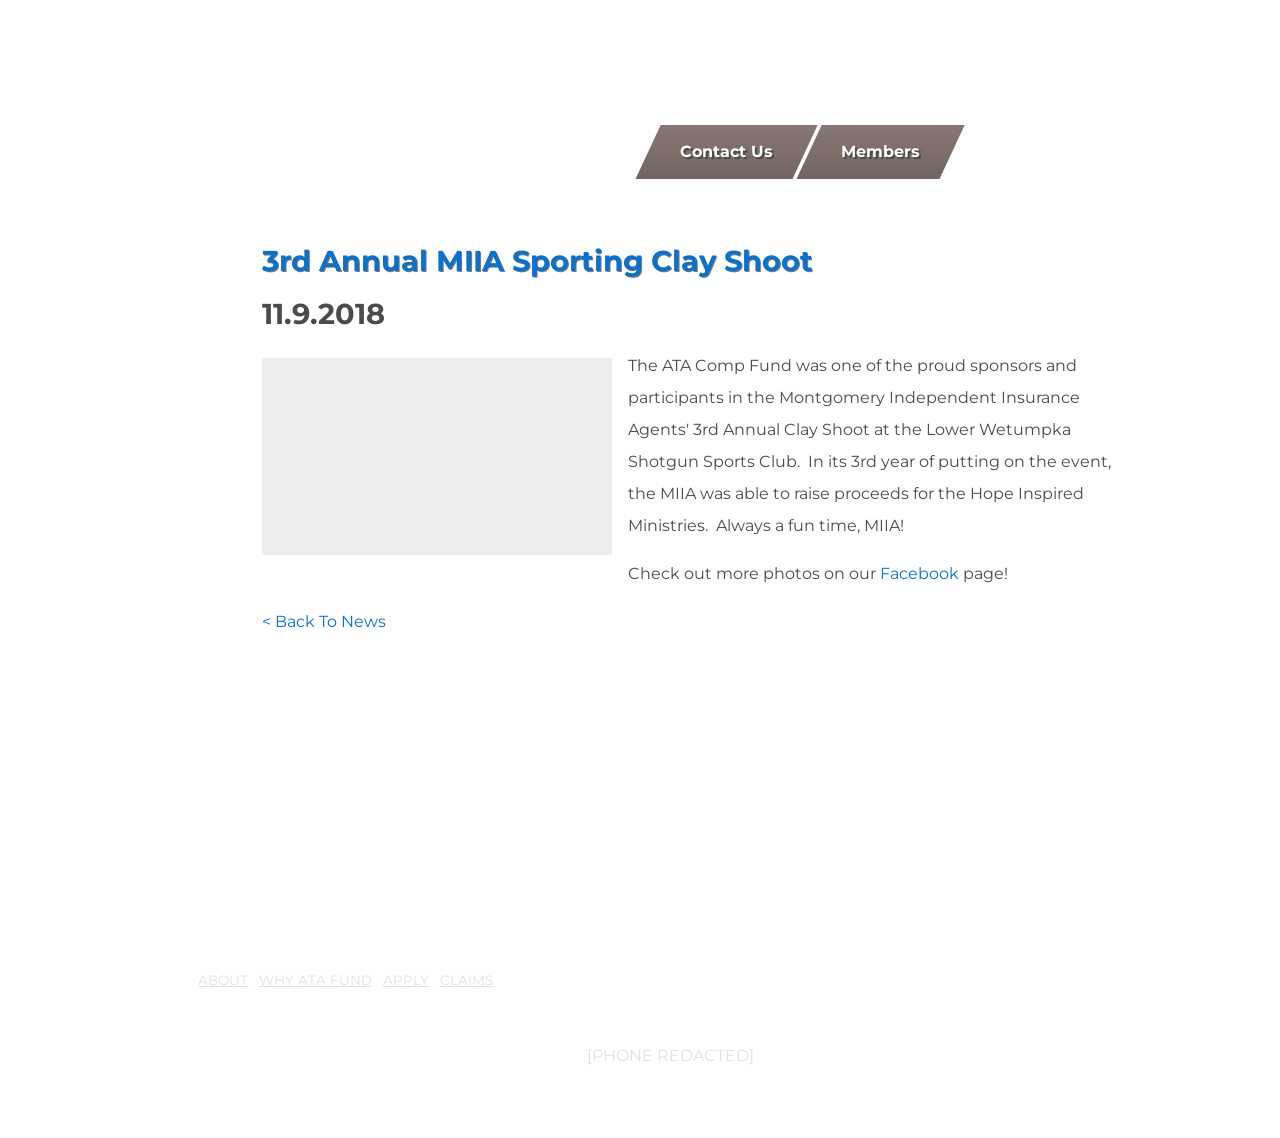 Contact Us
Members
3rd Annual MIIA Sporting Clay Shoot
11.9.2018
The ATA Comp Fund was one of the proud sponsors and
participants in the Montgomery Independent Insurance
Agents' 3rd Annual Clay Shoot at the Lower Wetumpka
Shotgun Sports Club.  In its 3rd year of putting on the event,
the MIIA was able to raise proceeds for the Hope Inspired
Ministries.  Always a fun time, MIIA!
Check out more photos on our Facebook page!
< Back To News
ABOUT WHY ATA FUND APPLY CLAIMS
[PHONE REDACTED]